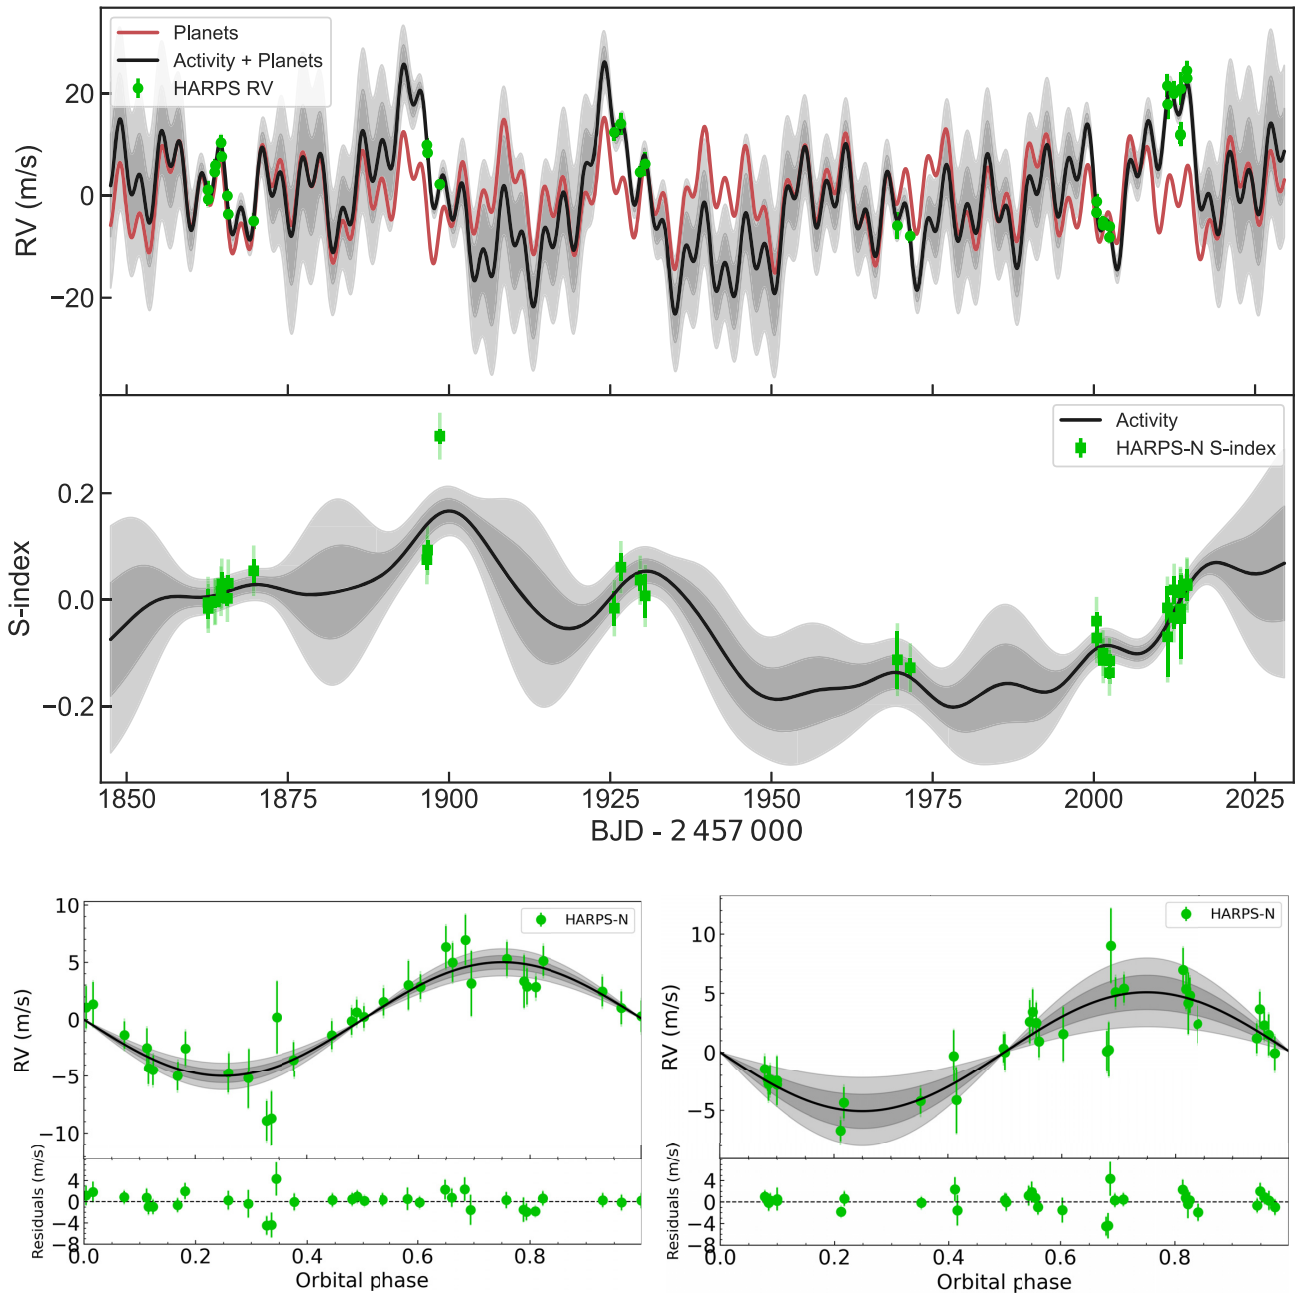 Planets
Activity + Planets
HARPS RV
20
0
−20
RV (m/s)
Activity
HARPS-N S-index
0.2
0.0
−0.2
S-index
1850 1875 1900 1925 1950 1975 2000 2025
BJD - 2 457 000
HARPS-N
10
5
0
−5
−10
RV (m/s)
4
0
−4
−8
Residuals (m/s)
0.0 0.2 0.4 0.6 0.8
Orbital phase
HARPS-N
10
5
0
−5
RV (m/s)
4
0
−4
−8
Residuals (m/s)
0.0 0.2 0.4 0.6 0.8
Orbital phase